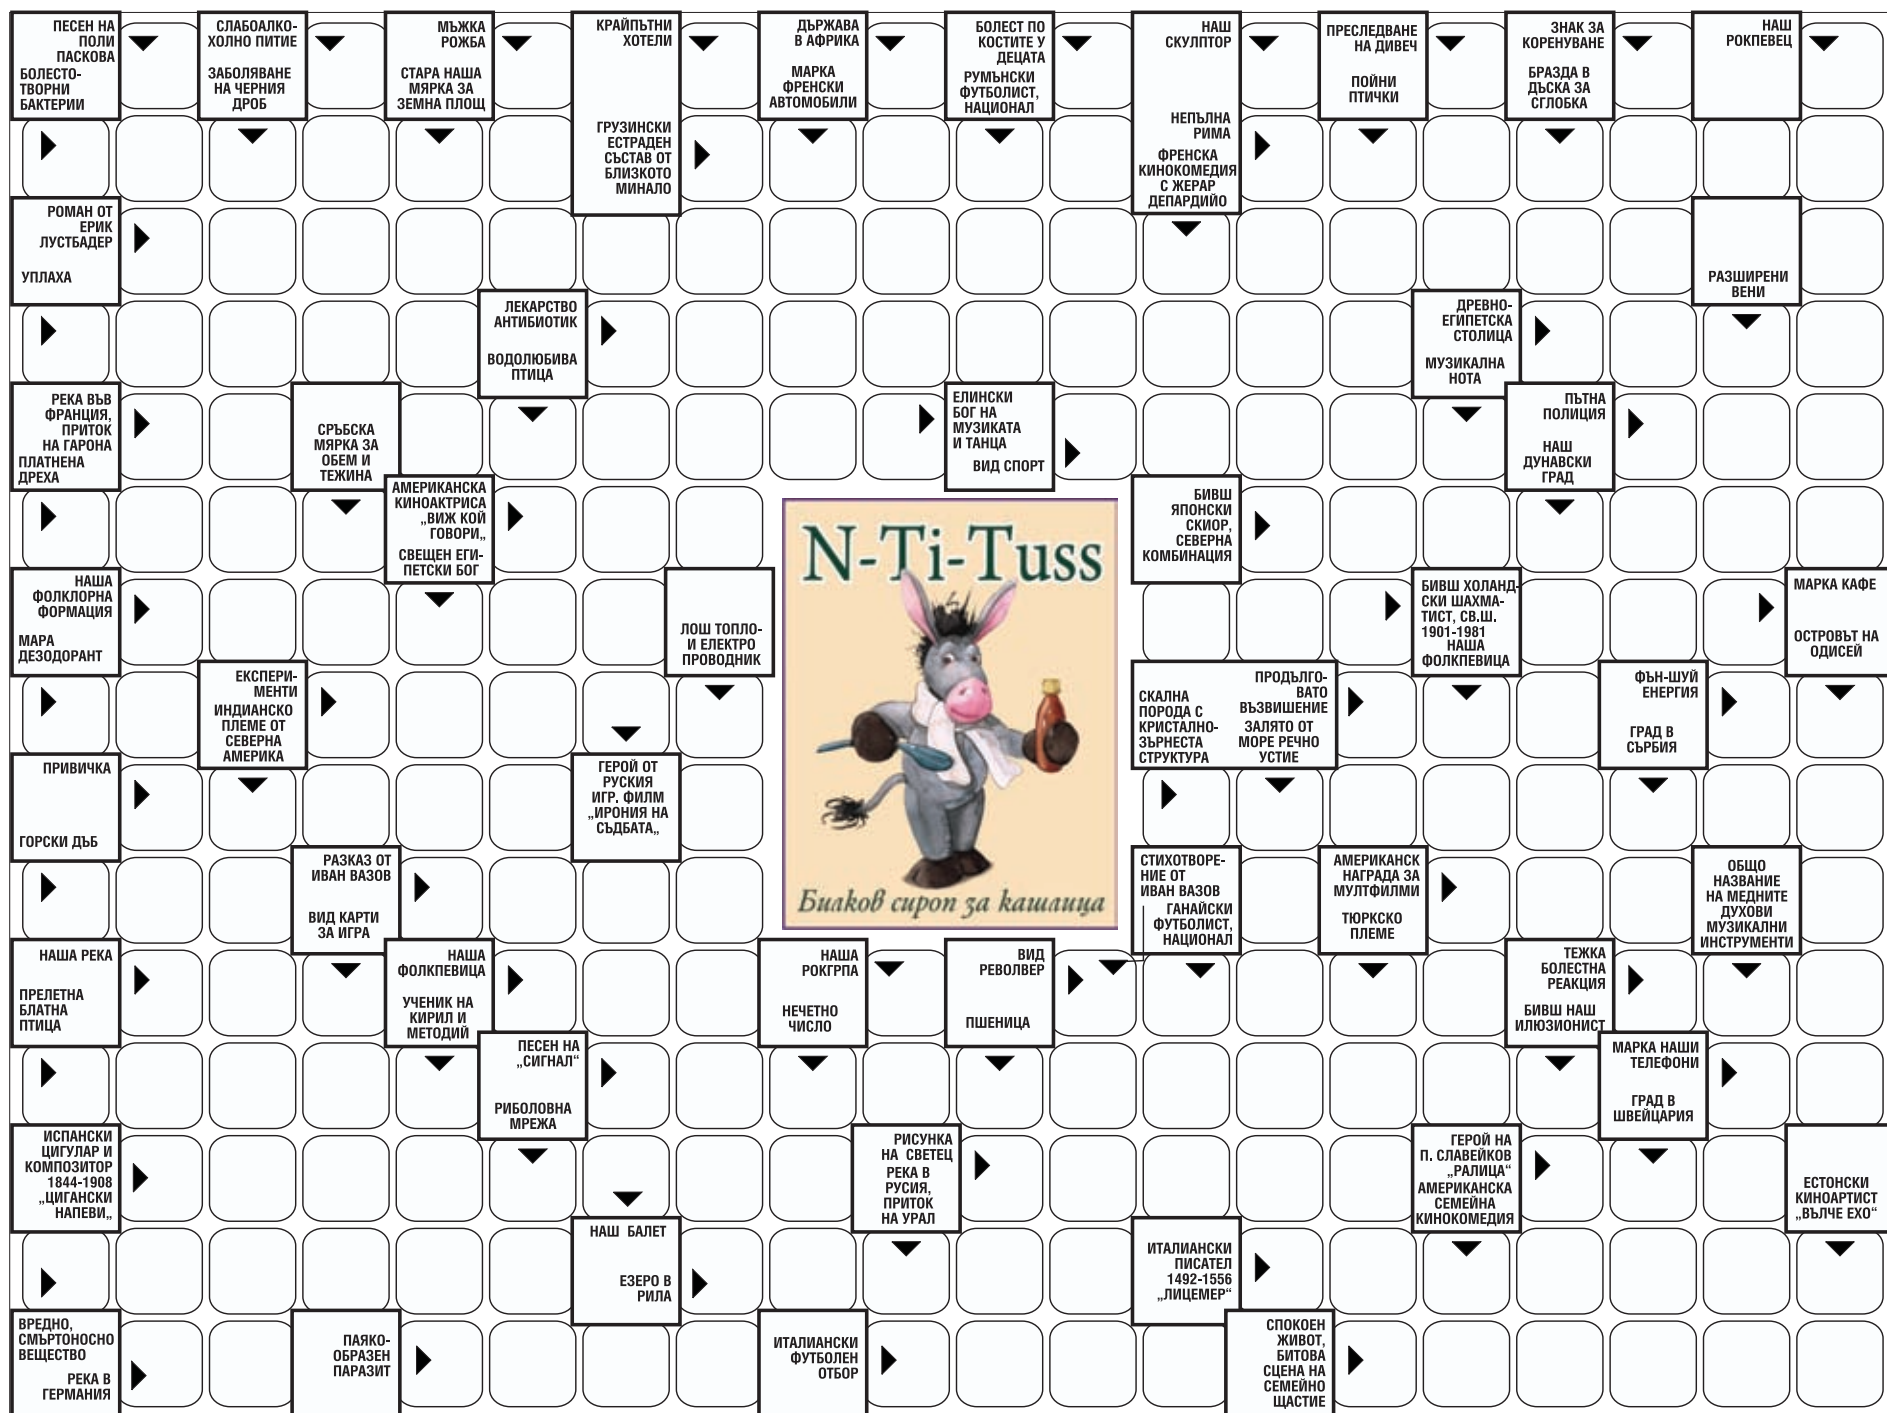 ПЕСЕН НА
ПОЛИ
ПАСКОВА
БОЛЕСТО-
ТВОРНИ
БАКТЕРИИ
СЛАБОАЛКО-
ХОЛНО ПИТИЕ
ЗАБОЛЯВАНЕ
НА ЧЕРНИЯ
ДРОБ
МЪЖКА
РОЖБА
СТАРА НАША
МЯРКА ЗА
ЗЕМНА ПЛОЩ
КРАЙПЪТНИ
ХОТЕЛИ
ГРУЗИНСКИ
ЕСТРАДЕН
СЪСТАВ ОТ
БЛИЗКОТО
МИНАЛО
ДЪРЖАВА
В АФРИКА
МАРКА
ФРЕНСКИ
АВТОМОБИЛИ
БОЛЕСТ ПО
КОСТИТЕ У
ДЕЦАТА
РУМЪНСКИ
ФУТБОЛИСТ,
НАЦИОНАЛ
НАШ
СКУЛПТОР
НЕПЪЛНА
РИМА
ФРЕНСКА
КИНОКОМЕДИЯ
С ЖЕРАР
ДЕПАРДИЙО
ПРЕСЛЕДВАНЕ
НА ДИВЕЧ
ПОЙНИ
ПТИЧКИ
ЗНАК ЗА
КОРЕНУВАНЕ
БРАЗДА В
ДЪСКА ЗА
СГЛОБКА
НАШ
РОКПЕВЕЦ
РОМАН ОТ
ЕРИК
ЛУСТБАДЕР
УПЛАХА
РАЗШИРЕНИ
ВЕНИ
ЛЕКАРСТВО
АНТИБИОТИК
ВОДОЛЮБИВА
ПТИЦА
ДРЕВНО-
ЕГИПЕТСКА
СТОЛИЦА
МУЗИКАЛНА
НОТА
РЕКА ВЪВ
ФРАНЦИЯ,
ПРИТОК
НА ГАРОНА
ПЛАТНЕНА
ДРЕХА
СРЪБСКА
МЯРКА ЗА
ОБЕМ И
ТЕЖИНА
ЕЛИНСКИ
БОГ НА
МУЗИКАТА
И ТАНЦА
ВИД СПОРТ
ПЪТНА
ПОЛИЦИЯ
НАШ
ДУНАВСКИ
ГРАД
АМЕРИКАНСКА
КИНОАКТРИСА
„ВИЖ КОЙ
ГОВОРИ„
СВЕЩЕН ЕГИ-
ПЕТСКИ БОГ
БИВШ
ЯПОНСКИ
СКИОР,
СЕВЕРНА
КОМБИНАЦИЯ
N-Ti-Tuss
НАША
ФОЛКЛОРНА
ФОРМАЦИЯ
МАРА
ДЕЗОДОРАНТ
ЛОШ ТОПЛО-
И ЕЛЕКТРО
ПРОВОДНИК
БИВШ ХОЛАНД-
СКИ ШАХМА-
ТИСТ, СВ.Ш.
1901-1981
НАША
ФОЛКПЕВИЦА
МАРКА КАФЕ
ОСТРОВЪТ НА
ОДИСЕЙ
ЕКСПЕРИ-
МЕНТИ
ИНДИАНСКО
ПЛЕМЕ ОТ
СЕВЕРНА
АМЕРИКА
СКАЛНА
ПОРОДА С
КРИСТАЛНО-
ЗЪРНЕСТА
СТРУКТУРА
ПРОДЪЛГО-
ВАТО
ВЪЗВИШЕНИЕ
ЗАЛЯТО ОТ
МОРЕ РЕЧНО
УСТИЕ
ФЪН-ШУЙ
ЕНЕРГИЯ
ГРАД В
СЪРБИЯ
ПРИВИЧКА
ГОРСКИ ДЪБ
ГЕРОЙ ОТ
РУСКИЯ
ИГР. ФИЛМ
„ИРОНИЯ НА
СЪДБАТА„
РАЗКАЗ ОТ
ИВАН ВАЗОВ
ВИД КАРТИ
ЗА ИГРА
Билков сироп за кашлица
СТИХОТВОРЕ-
НИЕ ОТ
ИВАН ВАЗОВ
ГАНАЙСКИ
ФУТБОЛИСТ,
НАЦИОНАЛ
АМЕРИКАНСК
НАГРАДА ЗА
МУЛТФИЛМИ
ТЮРКСКО
ПЛЕМЕ
ОБЩО
НАЗВАНИЕ
НА МЕДНИТЕ
ДУХОВИ
МУЗИКАЛНИ
ИНСТРУМЕНТИ
НАША РЕКА
ПРЕЛЕТНА
БЛАТНА
ПТИЦА
НАША
ФОЛКПЕВИЦА
УЧЕНИК НА
КИРИЛ И
МЕТОДИЙ
НАША
РОКГРПА
НЕЧЕТНО
ЧИСЛО
ВИД
РЕВОЛВЕР
ПШЕНИЦА
ТЕЖКА
БОЛЕСТНА
РЕАКЦИЯ
БИВШ НАШ
ИЛЮЗИОНИСТ
ПЕСЕН НА
„СИГНАЛ“
РИБОЛОВНА
МРЕЖА
МАРКА НАШИ
ТЕЛЕФОНИ
ГРАД В
ШВЕЙЦАРИЯ
ИСПАНСКИ
ЦИГУЛАР И
КОМПОЗИТОР
1844-1908
„ЦИГАНСКИ
НАПЕВИ„
РИСУНКА
НА СВЕТЕЦ
РЕКА В
РУСИЯ,
ПРИТОК
НА УРАЛ
ГЕРОЙ НА
П. СЛАВЕЙКОВ
„РАЛИЦА“
АМЕРИКАНСКА
СЕМЕЙНА
КИНОКОМЕДИЯ
ЕСТОНСКИ
КИНОАРТИСТ
„ВЪЛЧЕ ЕХО“
НАШ БАЛЕТ
ЕЗЕРО В
РИЛА
ИТАЛИАНСКИ
ПИСАТЕЛ
1492-1556
„ЛИЦЕМЕР“
ВРЕДНО,
СМЪРТОНОСНО
ВЕЩЕСТВО
РЕКА В
ГЕРМАНИЯ
ПАЯКО-
ОБРАЗЕН
ПАРАЗИТ
ИТАЛИАНСКИ
ФУТБОЛЕН
ОТБОР
СПОКОЕН
ЖИВОТ,
БИТОВА
СЦЕНА НА
СЕМЕЙНО
ЩАСТИЕ